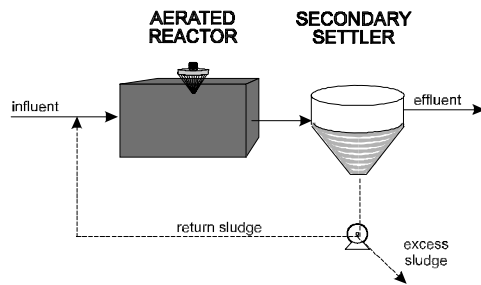 AERATED
REACTOR
SECONDARY
SETTLER
influent
effluent
return sludge
excess
sludge